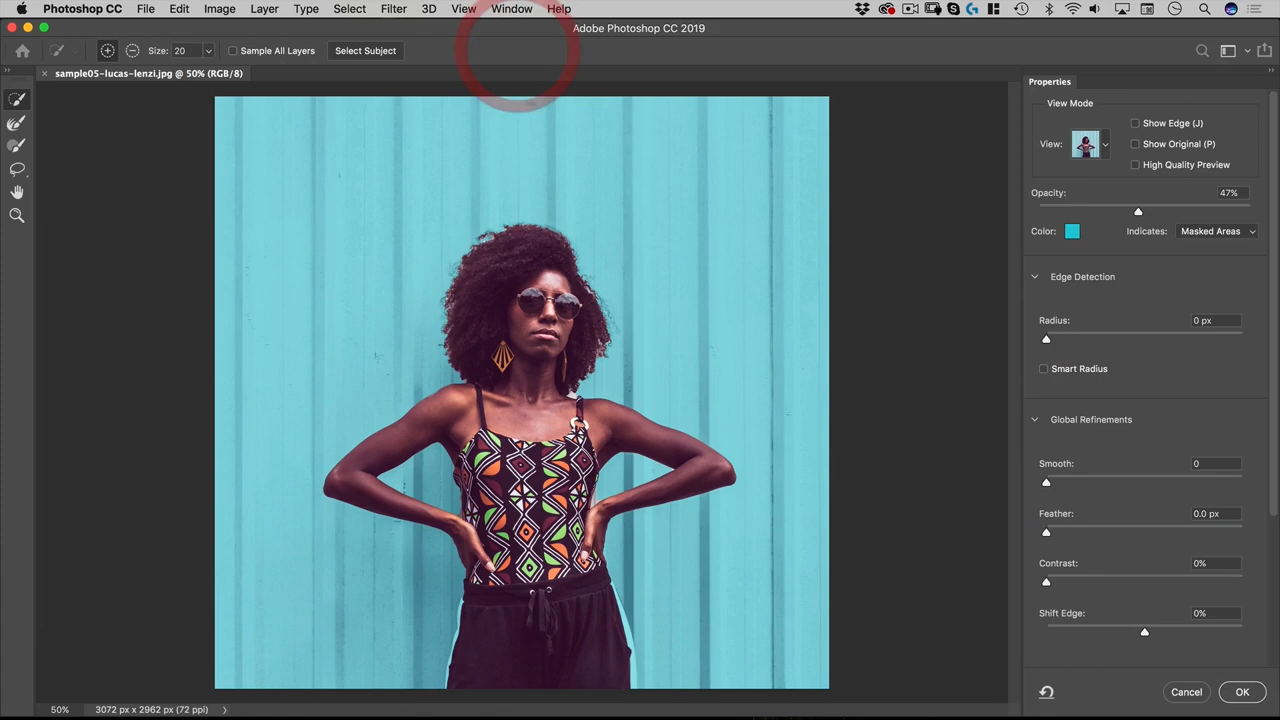 Photoshop CC File Edit Image Layer Type Select Filter 3D View Window Help
Adobe Photoshop CC 2019
Size: 20 Sample All Layers Select Subject
sample05-lucas-lenzi.jpg @ 50% (RGB/8)
Properties
View Mode
Show Edge (J)
View:
Show Original (P)
High Quality Preview
Opacity: 47%
Color: Indicates: Masked Areas
Edge Detection
Radius: 0 px
Smart Radius
Global Refinements
Smooth: 0
Feather: 0.0 px
Contrast: 0%
Shift Edge: 0%
Cancel OK
50% 3072 px x 2962 px (72 ppi)